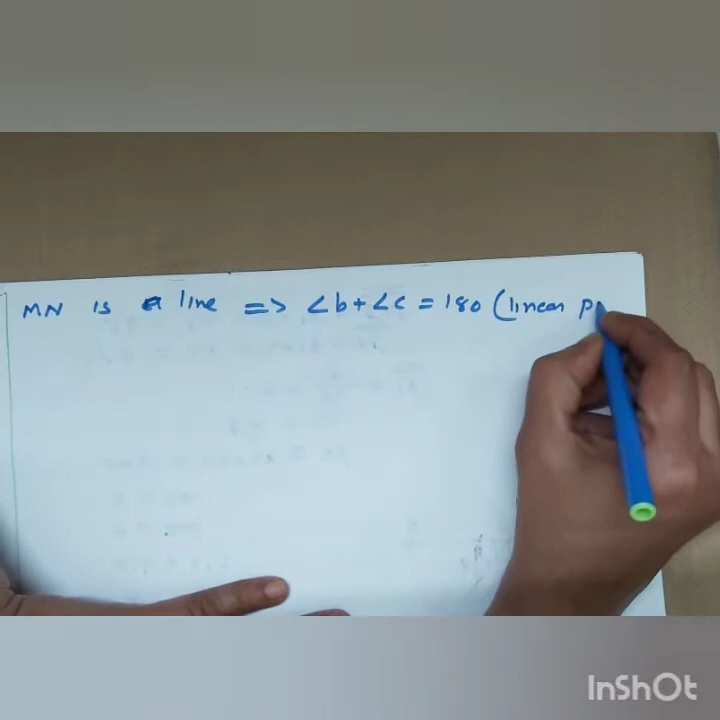 MN is a line => ∠b+∠c = 180 (linear
InShOt